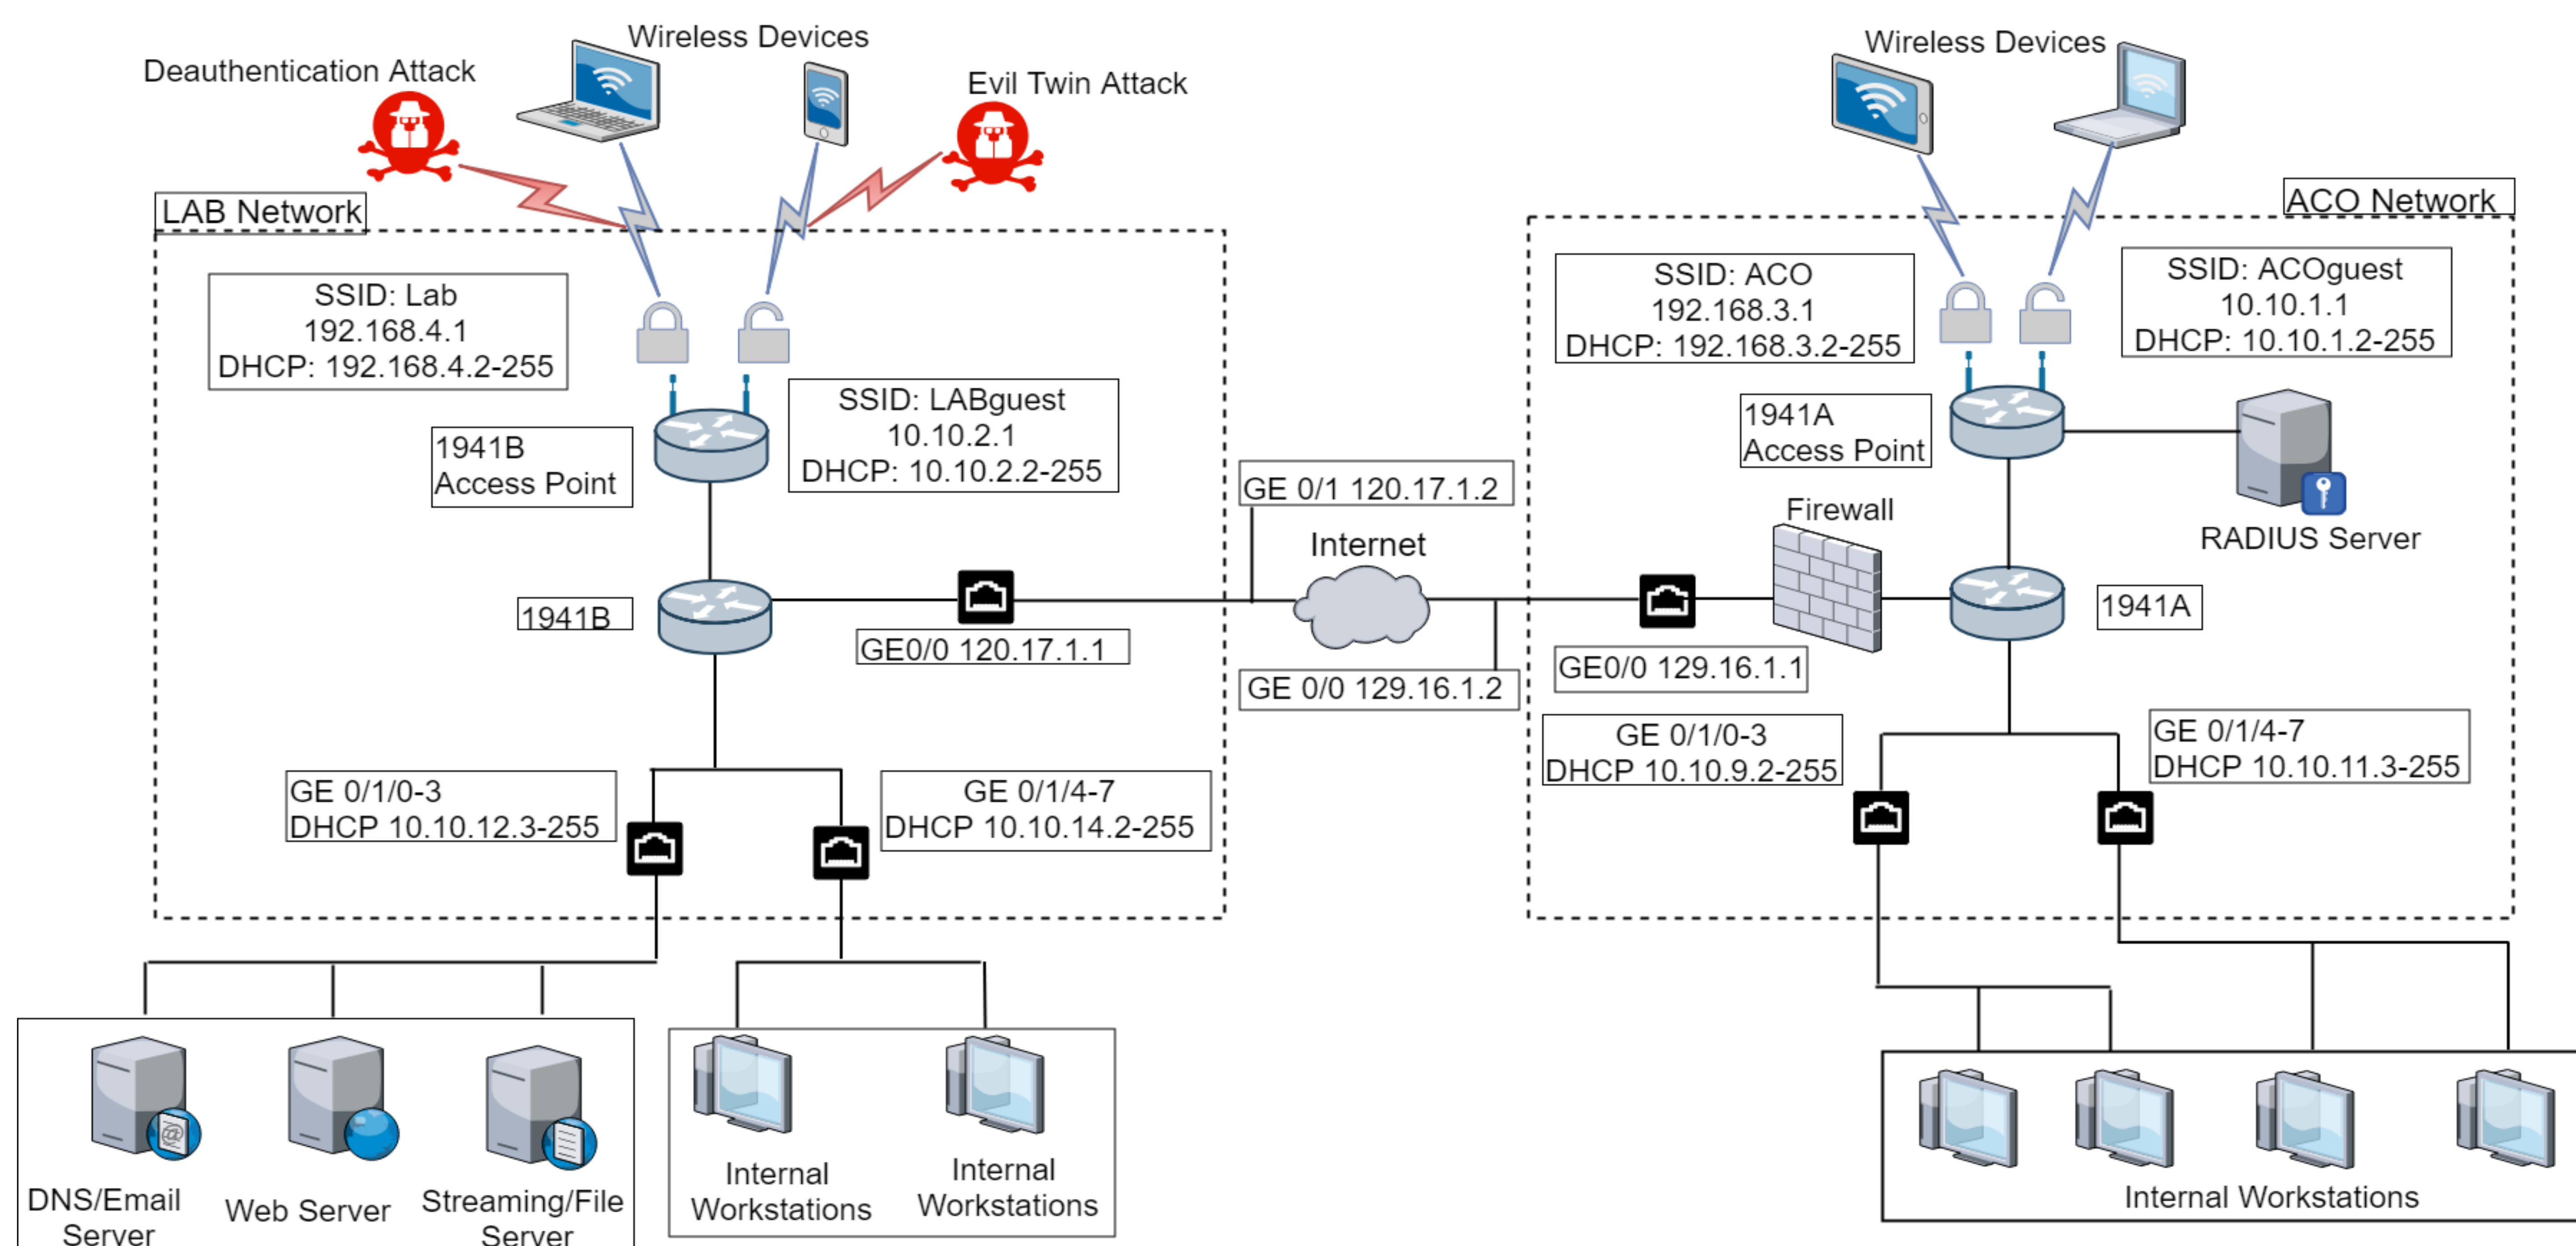 Wireless Devices
Deauthentication Attack
Evil Twin Attack
LAB Network
SSID: Lab
192.168.4.1
DHCP: 192.168.4.2-255
1941B
Access Point
SSID: LABguest
10.10.2.1
DHCP: 10.10.2.2-255
1941B
GE0/0 120.17.1.1
GE 0/1/0-3
DHCP 10.10.12.3-255
GE 0/1/4-7
DHCP 10.10.14.2-255
DNS/Email
Server
Web Server
Streaming/File
Server
Internal
Workstations
Internal
Workstations
GE 0/1 120.17.1.2
Internet
GE 0/0 129.16.1.2
Wireless Devices
ACO Network
SSID: ACO
192.168.3.1
DHCP: 192.168.3.2-255
SSID: ACOguest
10.10.1.1
DHCP: 10.10.1.2-255
1941A
Access Point
RADIUS Server
Firewall
1941A
GE0/0 129.16.1.1
GE 0/1/0-3
DHCP 10.10.9.2-255
GE 0/1/4-7
DHCP 10.10.11.3-255
Internal Workstations